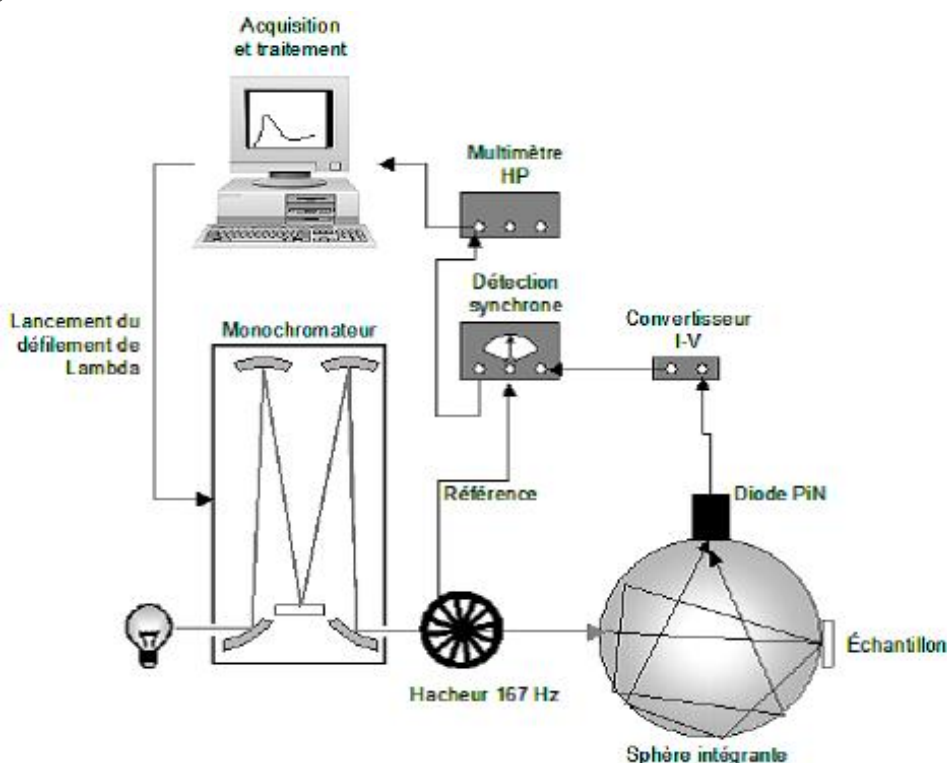 Acquisition
et traitement
Multimètre
HP
Détection
synchrone
Convertisseur
I-V
Lancement du
défilement de
Lambda
Monochromateur
Référence
Diode PiN
Échantillon
Hacheur 167 Hz
Sphère intégrante